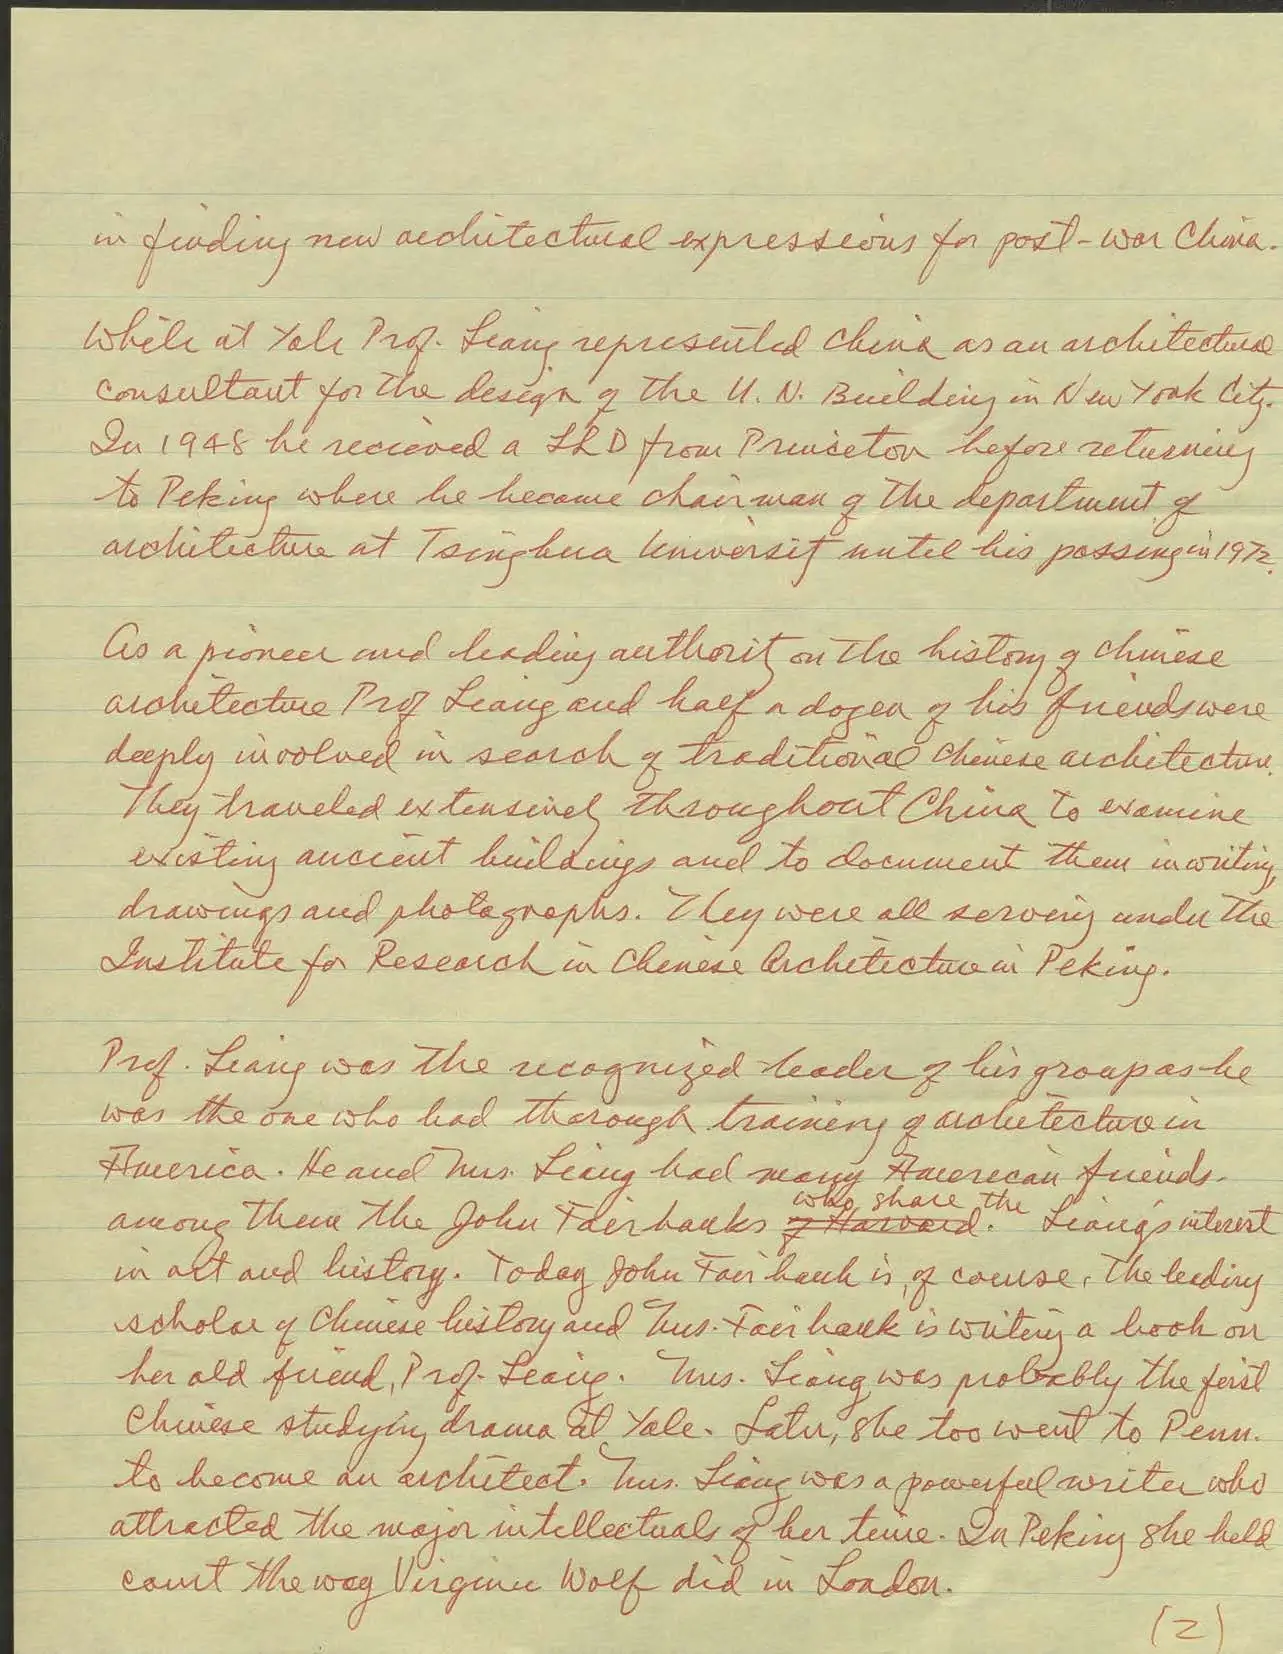 in finding new architectural expressions for post-war China.
While at Yale Prof. Liang represented China as an architectural
consultant for the design of the U. N. Building in New York City.
In 1948 he recieved a LLD from Princeton before returning
to Peking where he became chairman of the department of
architecture at Tsinghua University until his passing in 1972.
As a pioneer and leading authority on the history of Chinese
architecture Prof Liang and half a dozen of his friends were
deeply involved in search of traditional Chinese architecture.
They traveled extensively throughout China to examine
existing ancient buildings and to document them in writing,
drawings and photographs. They were all serving under the
Institute for Research in Chinese Architecture in Peking.
Prof. Liang was the recognized leader of his group as he
was the one who had thorough training of architecture in
America. He and Mrs. Liang had many American friends.
among them the John Fairbanks of Harvard. who share the Liang's interest
in art and history. Today John Fairbank is, of course, the leading
scholar of Chinese history and Mrs. Fairbank is writing a book on
her old friend, Prof. Liang. Mrs. Liang was probably the first
Chinese studying drama at Yale. Later, she too went to Penn.
to become an architect. Mrs. Liang was a powerful writer who
attracted the major intellectuals of her time. In Peking she held
court the way Virginia Wolf did in London.
(2)